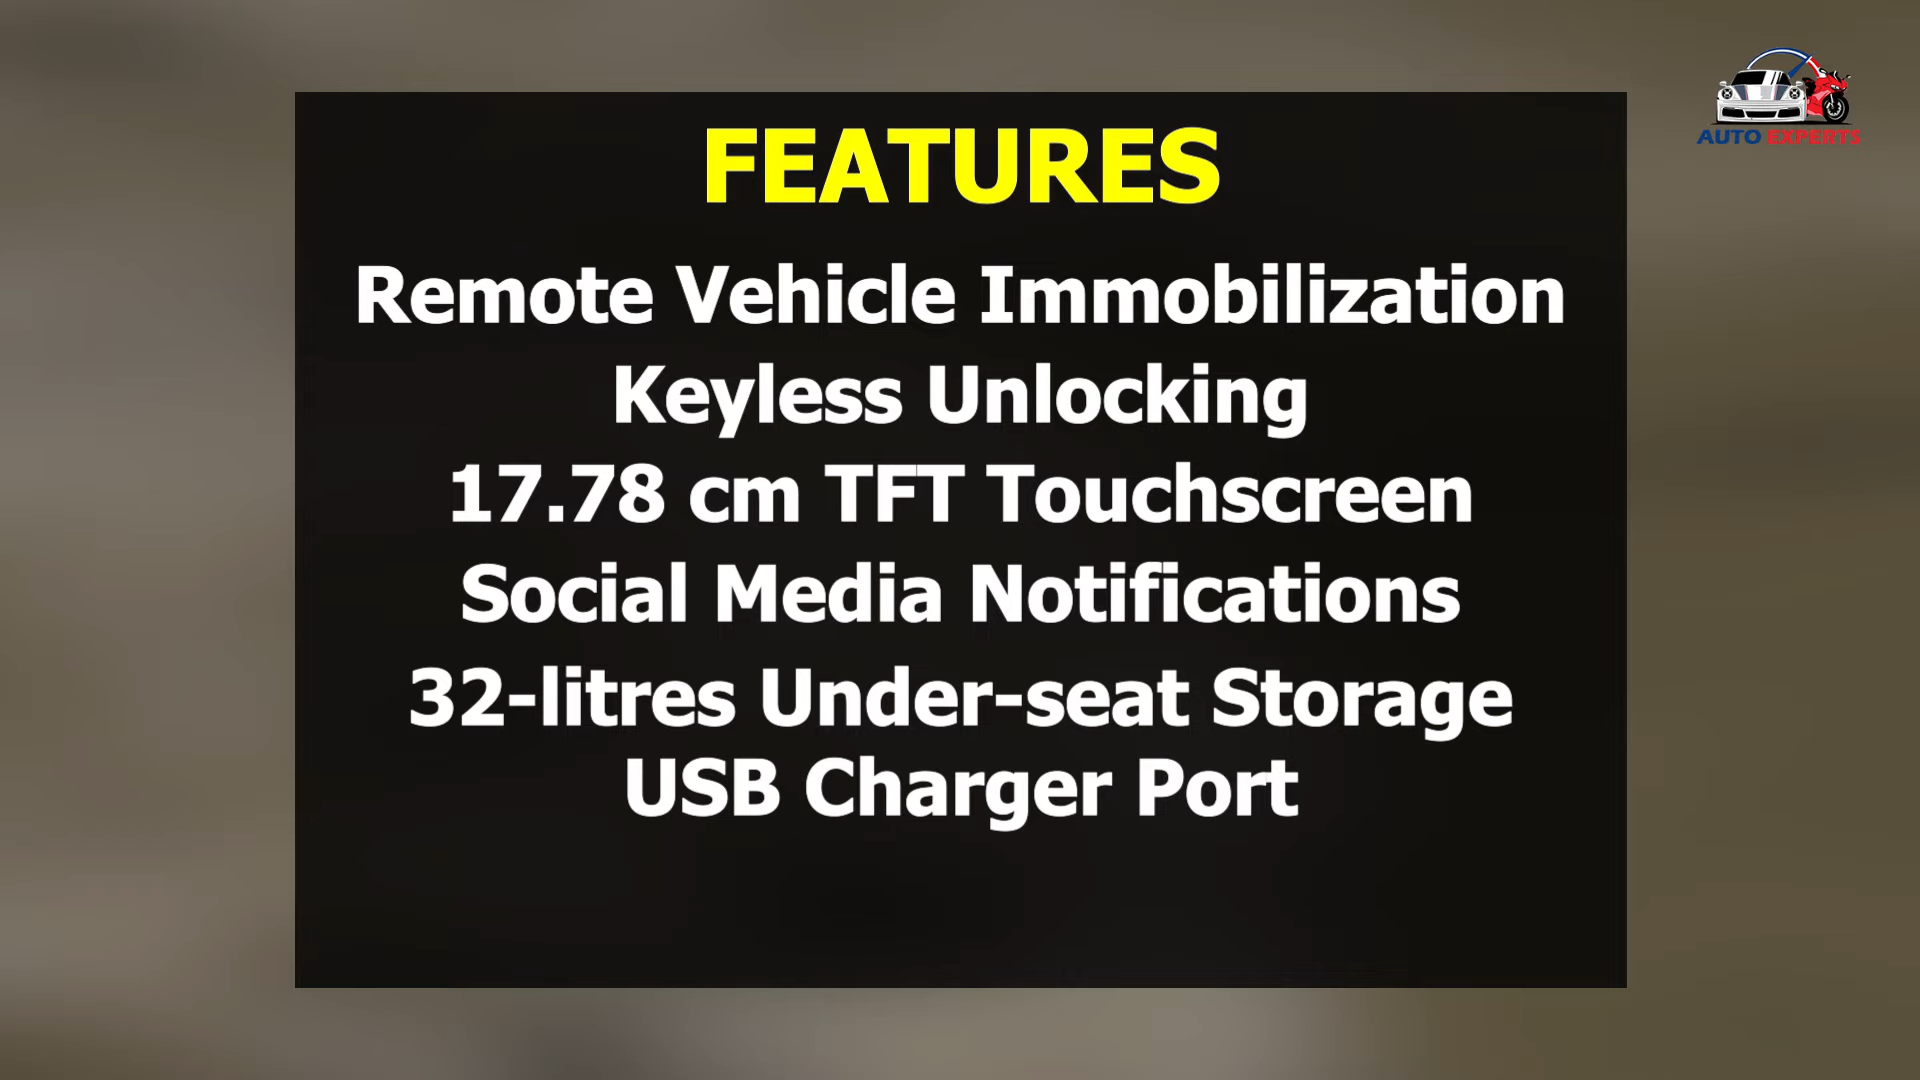 FEATURES
Remote Vehicle Immobilization
Keyless Unlocking
17.78 cm TFT Touchscreen
Social Media Notifications
32-litres Under-seat Storage
USB Charger Port
AUTO EXPERTS